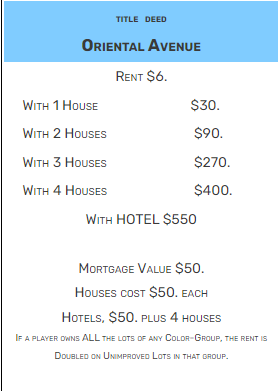 TITLE DEED
ORIENTAL AVENUE
RENT $6.
WITH 1 HOUSE $30.
WITH 2 HOUSES $90.
WITH 3 HOUSES $270.
WITH 4 HOUSES $400.
WITH HOTEL $550
MORTGAGE VALUE $50.
HOUSES COST $50. EACH
HOTELS, $50. PLUS 4 HOUSES
IF A PLAYER OWNS ALL THE LOTS OF ANY COLOR-GROUP, THE RENT IS
DOUBLED ON UNIMPROVED LOTS IN THAT GROUP.